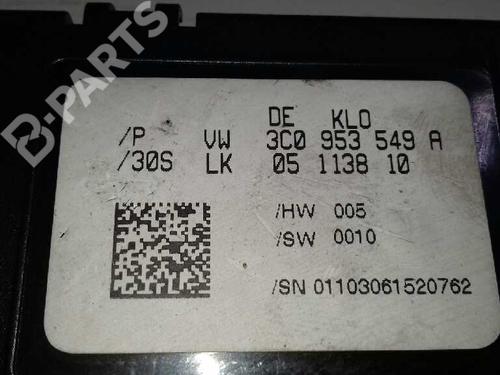 B-PARTS
DE KLO
/P VW 3C0 953 549 A
/30S LK 05 1138 10
/HW 005
/SW 0010
/SN 01103061520762